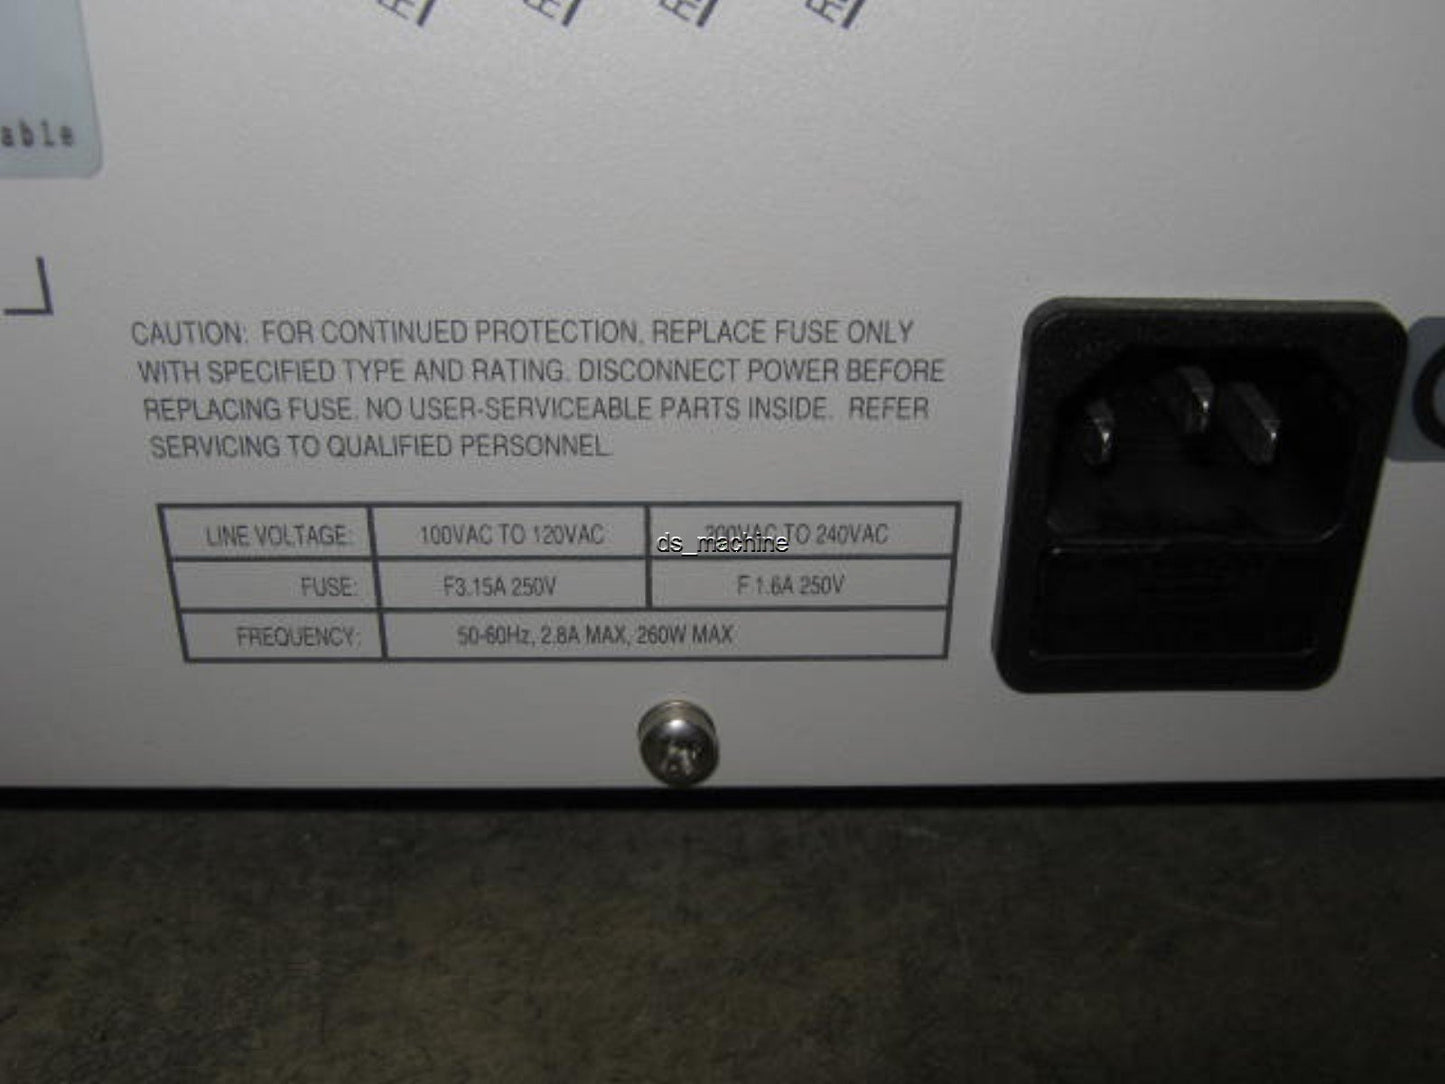 able
CAUTION: FOR CONTINUED PROTECTION, REPLACE FUSE ONLY
WITH SPECIFIED TYPE AND RATING. DISCONNECT POWER BEFORE
REPLACING FUSE. NO USER-SERVICEABLE PARTS INSIDE. REFER
SERVICING TO QUALIFIED PERSONNEL.
LINE VOLTAGE: 100VAC TO 120VAC 200VAC TO 240VAC
ds_machine
FUSE: F3.15A 250V F 1.6A 250V
FREQUENCY: 50-60Hz, 2.8A MAX, 260W MAX